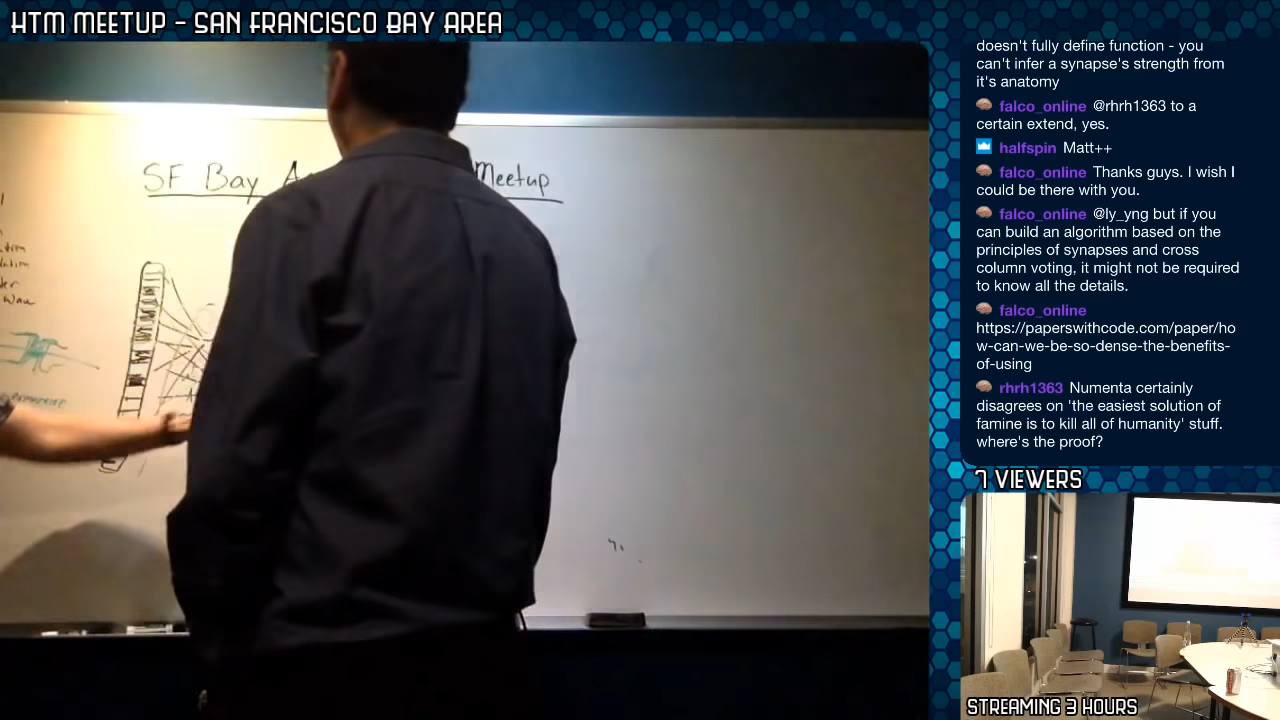 HTM MEETUP - SAN FRANCISCO BAY AREA
SF Bay
Meetup
doesn't fully define function - you
can't infer a synapse's strength from
it's anatomy
falco_online @rhrh1363 to a
certain extend, yes.
halfspin Matt++
falco_online Thanks guys. I wish I
could be there with you.
falco_online @ly_yng but if you
can build an algorithm based on the
principles of synapses and cross
column voting, it might not be required
to know all the details.
falco_online
https://paperswithcode.com/paper/ho
w-can-we-be-so-dense-the-benefits-
of-using
rhrh1363 Numenta certainly
disagrees on 'the easiest solution of
famine is to kill all of humanity' stuff.
where's the proof?
7 VIEWERS
STREAMING 3 HOURS